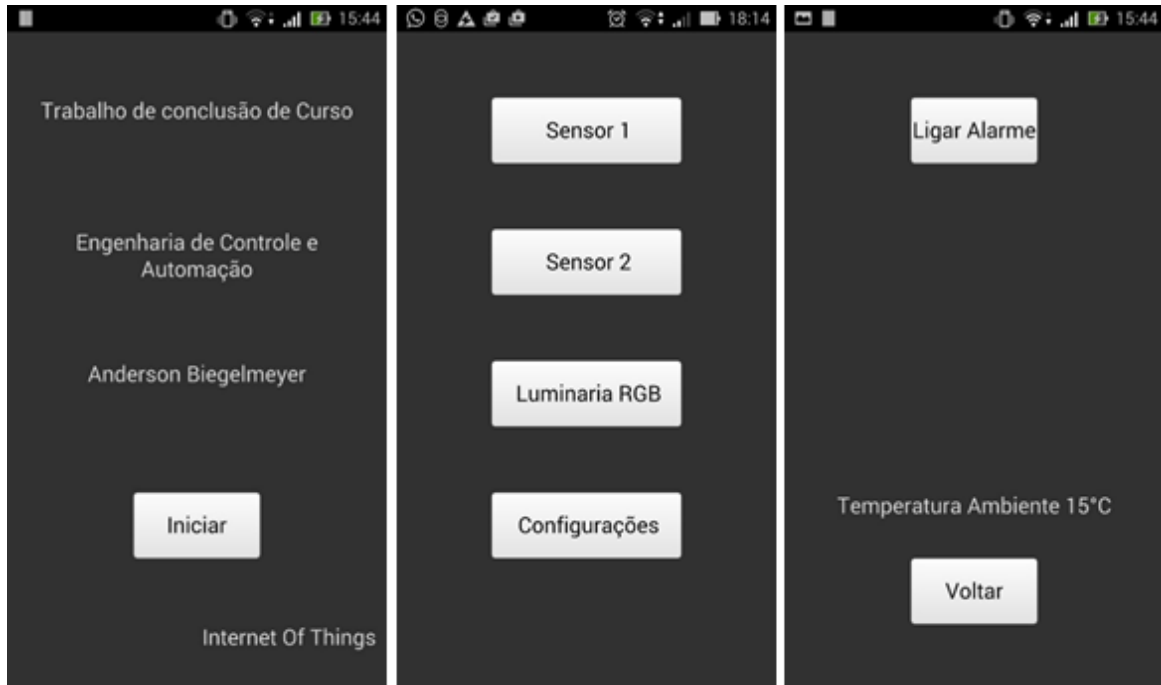 15:44
Trabalho de conclusão de Curso
Engenharia de Controle e
Automação
Anderson Biegelmeyer
Iniciar
Internet Of Things
18:14
Sensor 1
Sensor 2
Luminaria RGB
Configurações
15:44
Ligar Alarme
Temperatura Ambiente 15°C
Voltar